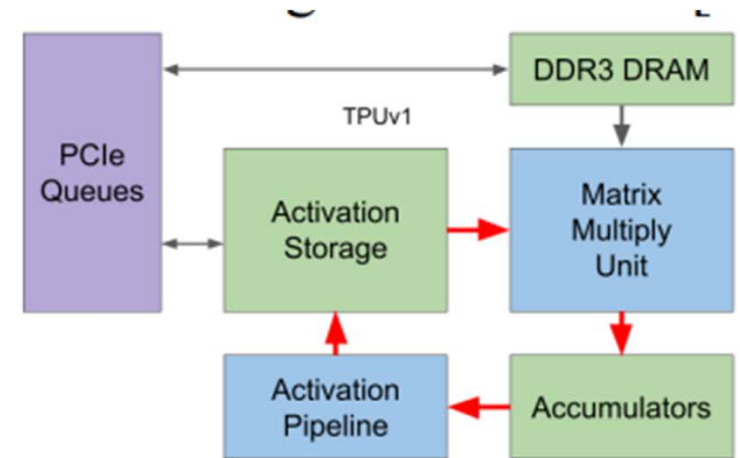 DDR3 DRAM
TPUv1
PCIe
Queues
Activation
Storage
Matrix
Multiply
Unit
Activation
Pipeline
Accumulators